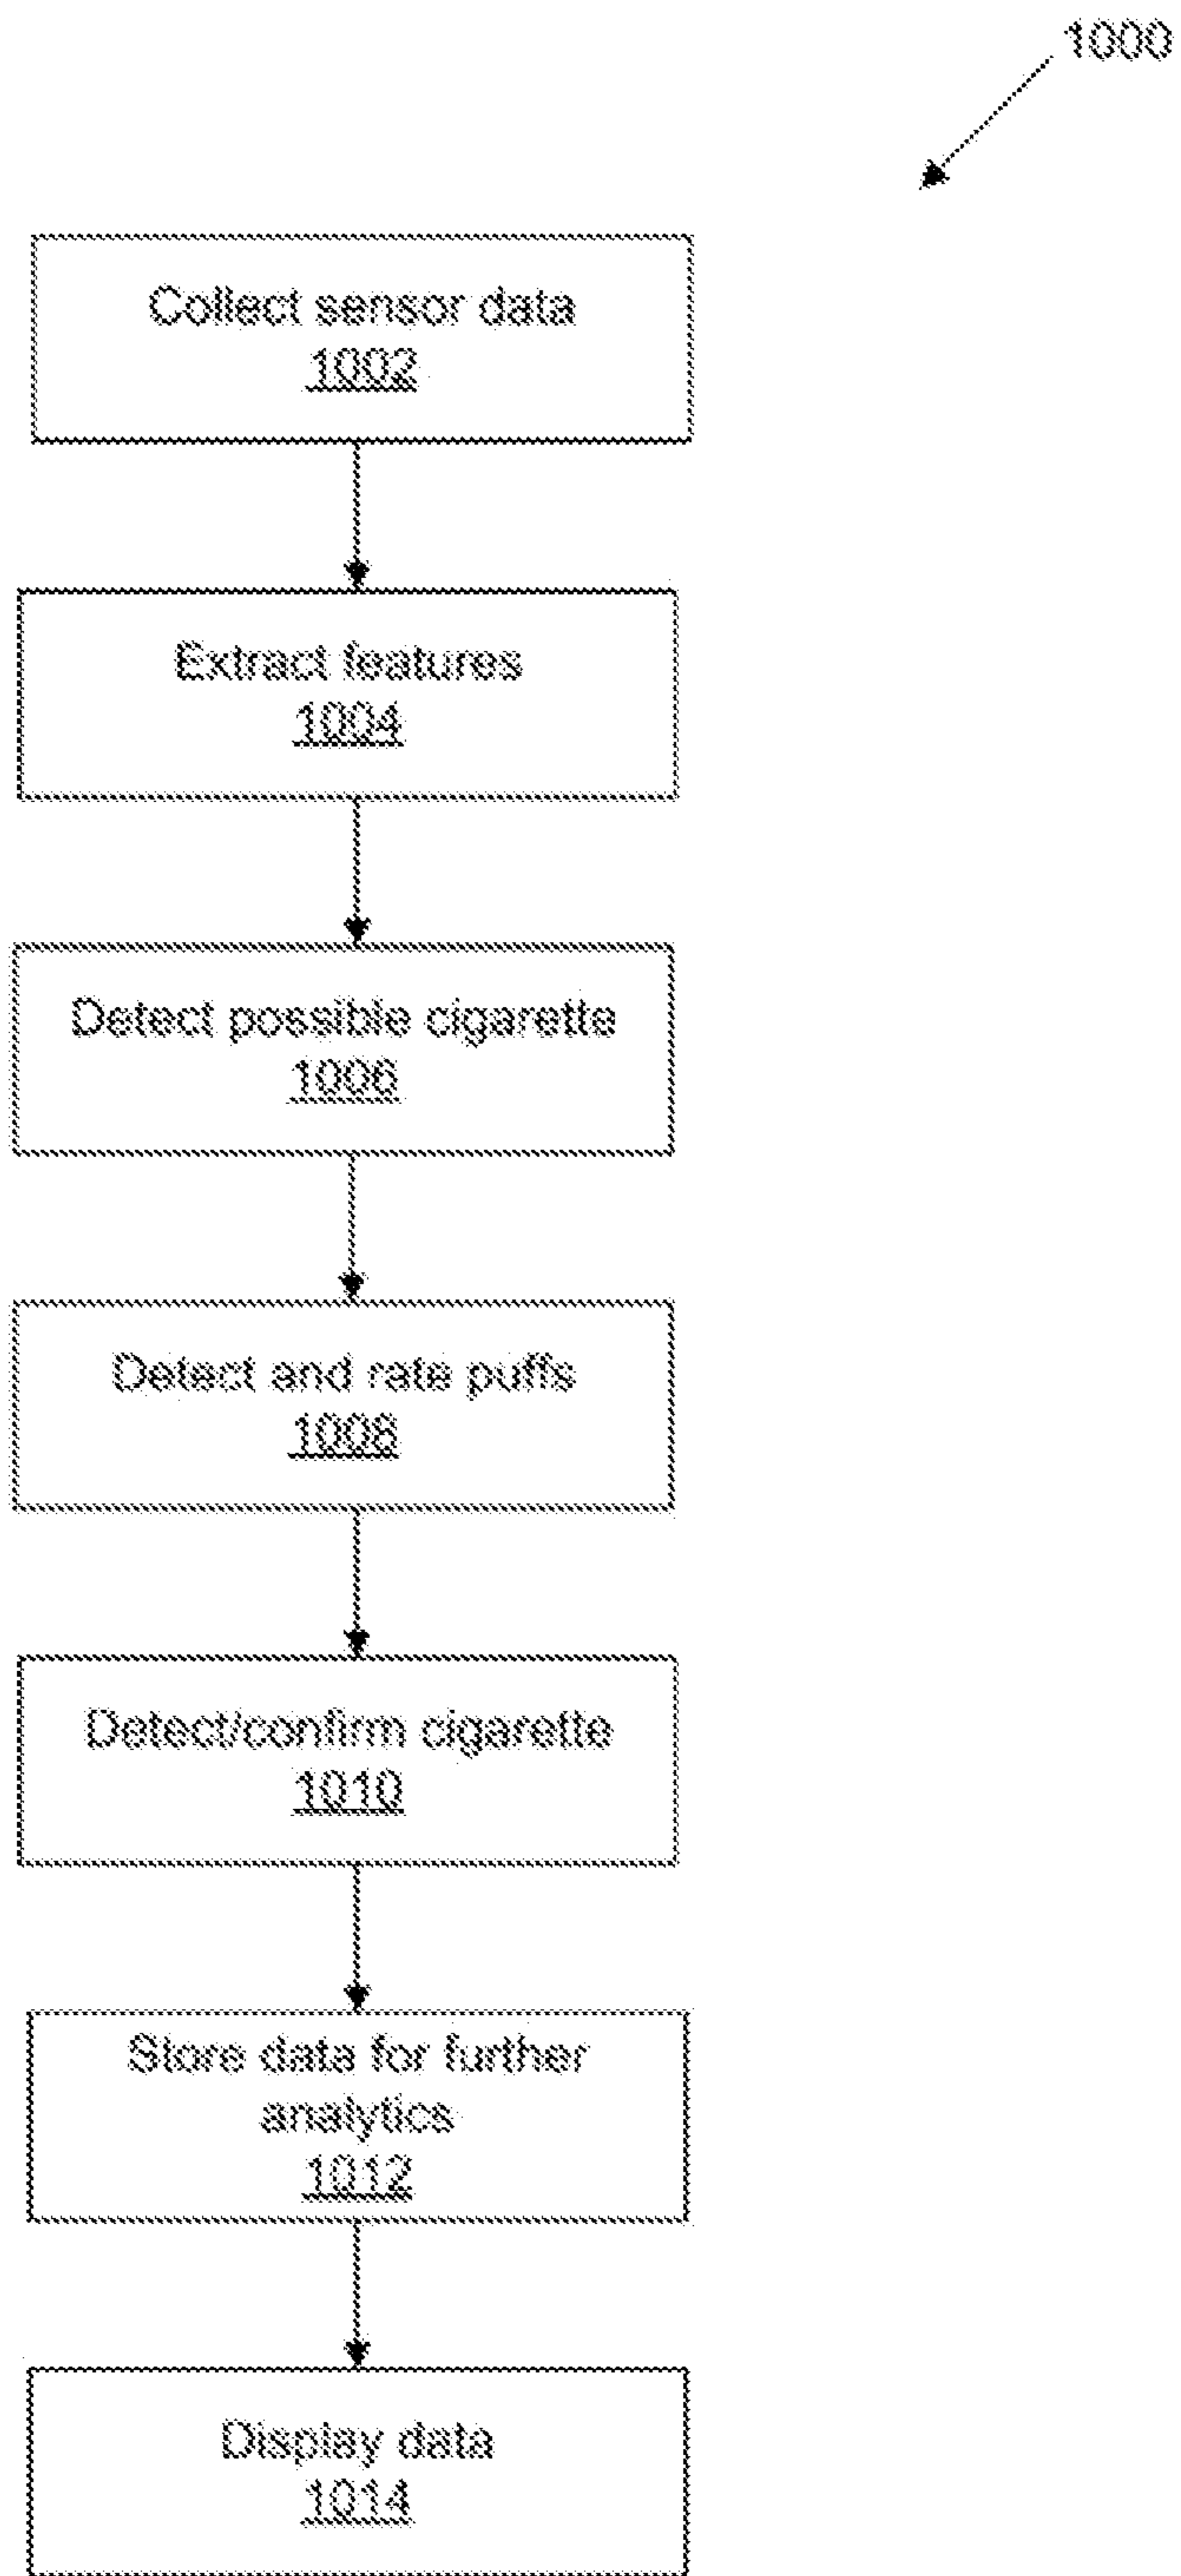 1000
Collect sensor data
1002
Extract features
1004
Detect possible cigarette
1006
Detect and rate puffs
1008
Detect/confirm cigarette
1010
Store data for further
analytics
1012
Display data
1014